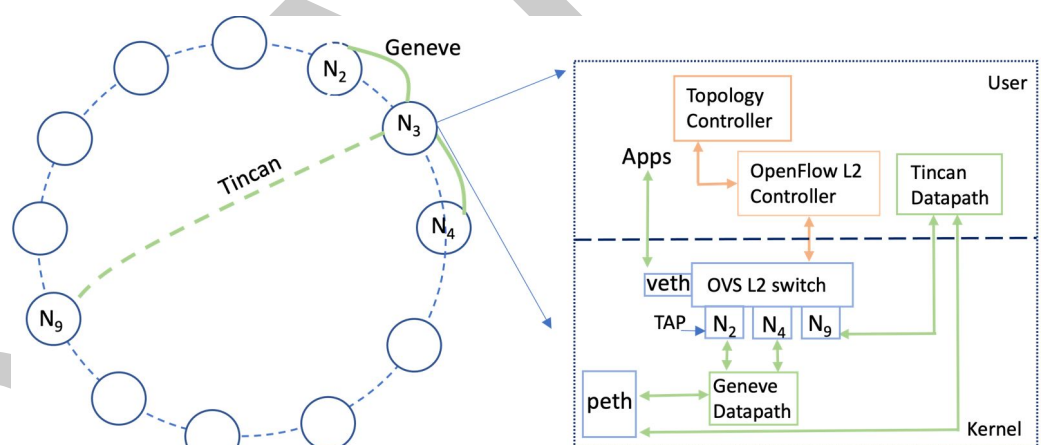 Geneve
N2
N3
Tincan
N4
N9
User
Topology
Controller
Apps
OpenFlow L2
Controller
Tincan
Datapath
veth
OVS L2 switch
TAP
N2
N4
N9
peth
Geneve
Datapath
Kernel